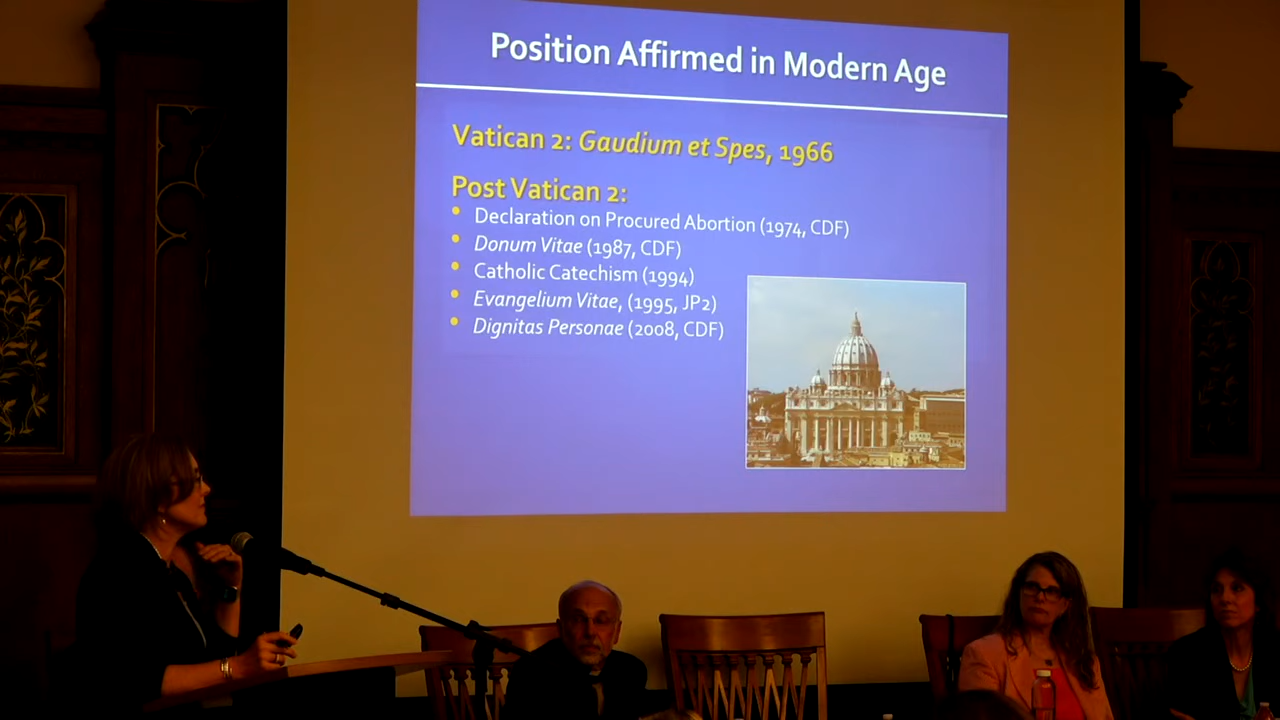 Position Affirmed in Modern Age
Vatican 2: Gaudium et Spes, 1966
Post Vatican 2:
• Declaration on Procured Abortion (1974, CDF)
• Donum Vitae (1987, CDF)
• Catholic Catechism (1994)
• Evangelium Vitae, (1995, JP2)
• Dignitas Personae (2008, CDF)